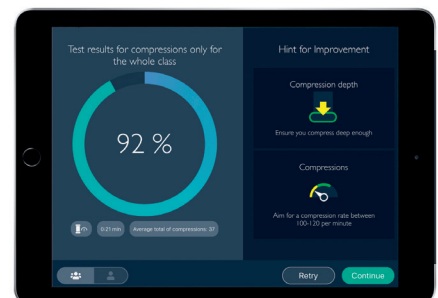 Test results for compressions only for
the whole class
92 %
0:21 min
Average total of compressions: 37
Hint for Improvement
Compression depth
Ensure you compress deep enough
Compressions
Aim for a compression rate between
100-120 per minute
Retry
Continue